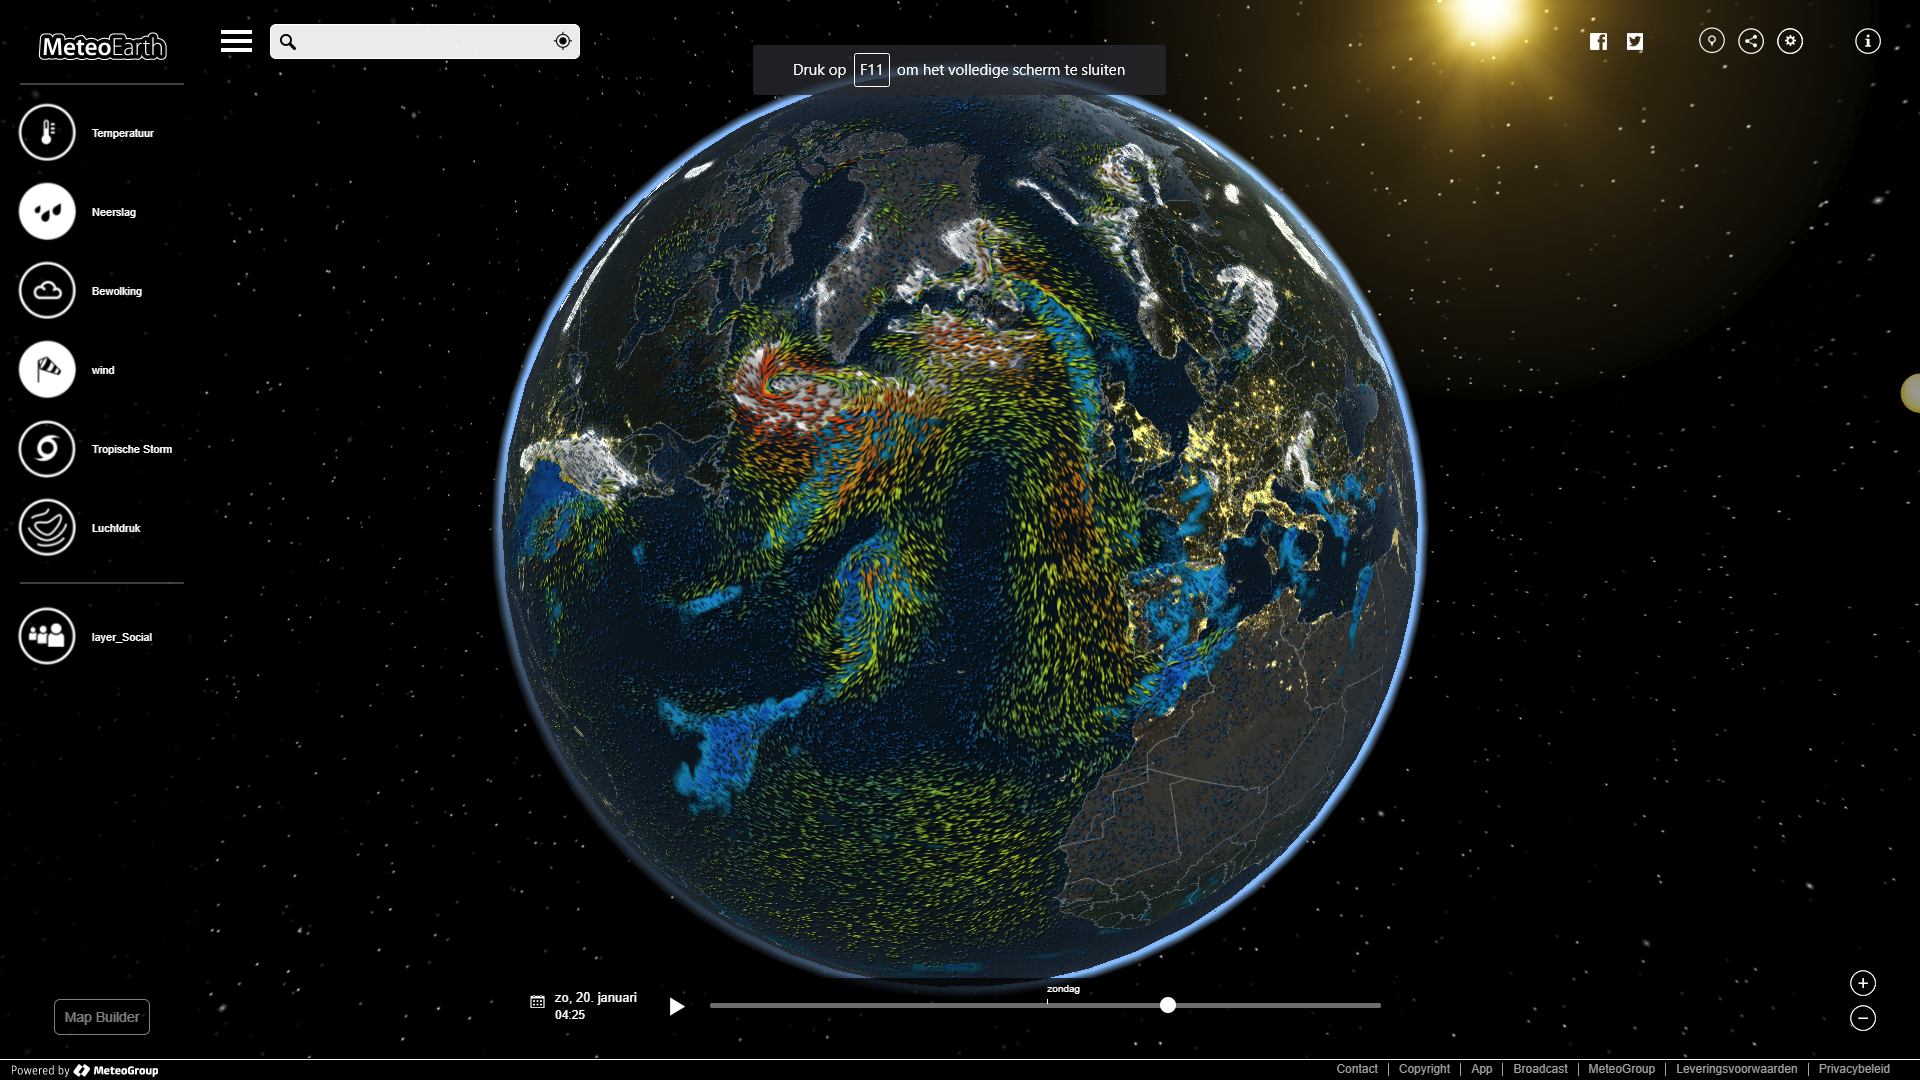 MeteoEarth
Druk op F11 om het volledige scherm te sluiten
Temperatuur
Neerslag
Bewolking
wind
Tropische Storm
Luchtdruk
layer_Social
Map Builder
zo, 20. januari
04:25
zondag
Powered by MeteoGroup
Contact | Copyright | App | Broadcast | MeteoGroup | Leveringsvoorwaarden | Privacybeleid